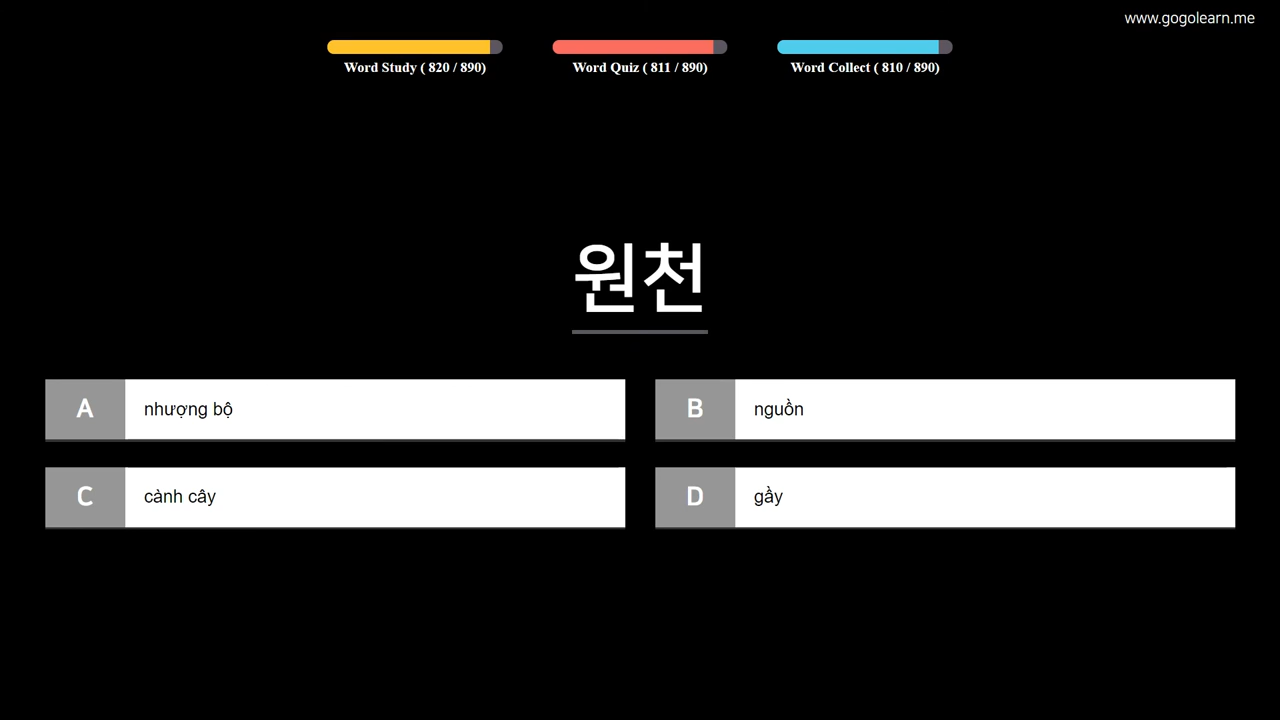 www.gogolearn.me
Word Study ( 820 / 890)
Word Quiz ( 811 / 890)
Word Collect ( 810 / 890)
원천
A nhượng bộ
B nguồn
C cành cây
D gầy